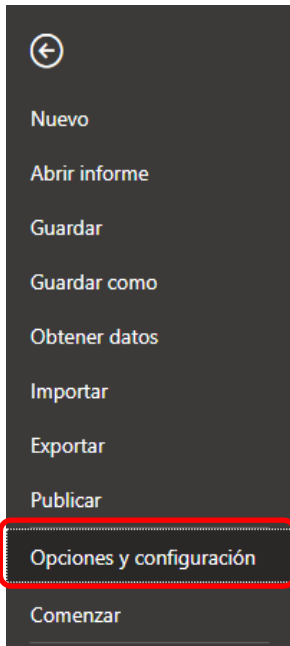 Nuevo
Abrir informe
Guardar
Guardar como
Obtener datos
Importar
Exportar
Publicar
Opciones y configuración
Comenzar